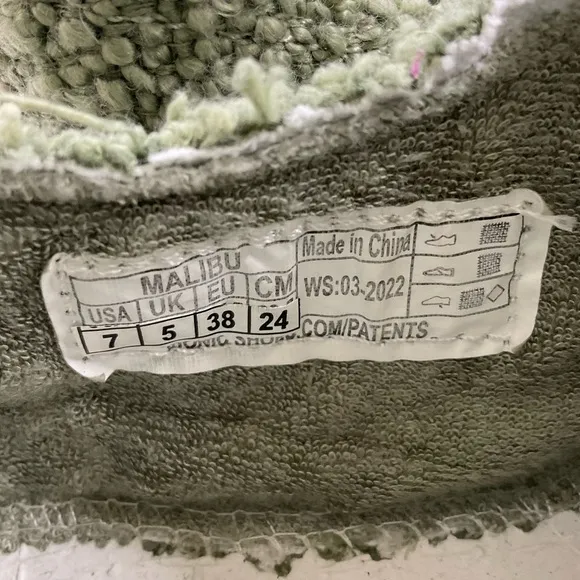 MALIBU
USA UK EU CM
7 5 38 24
Made in China
WS:03-2022
.COM/PATENTS